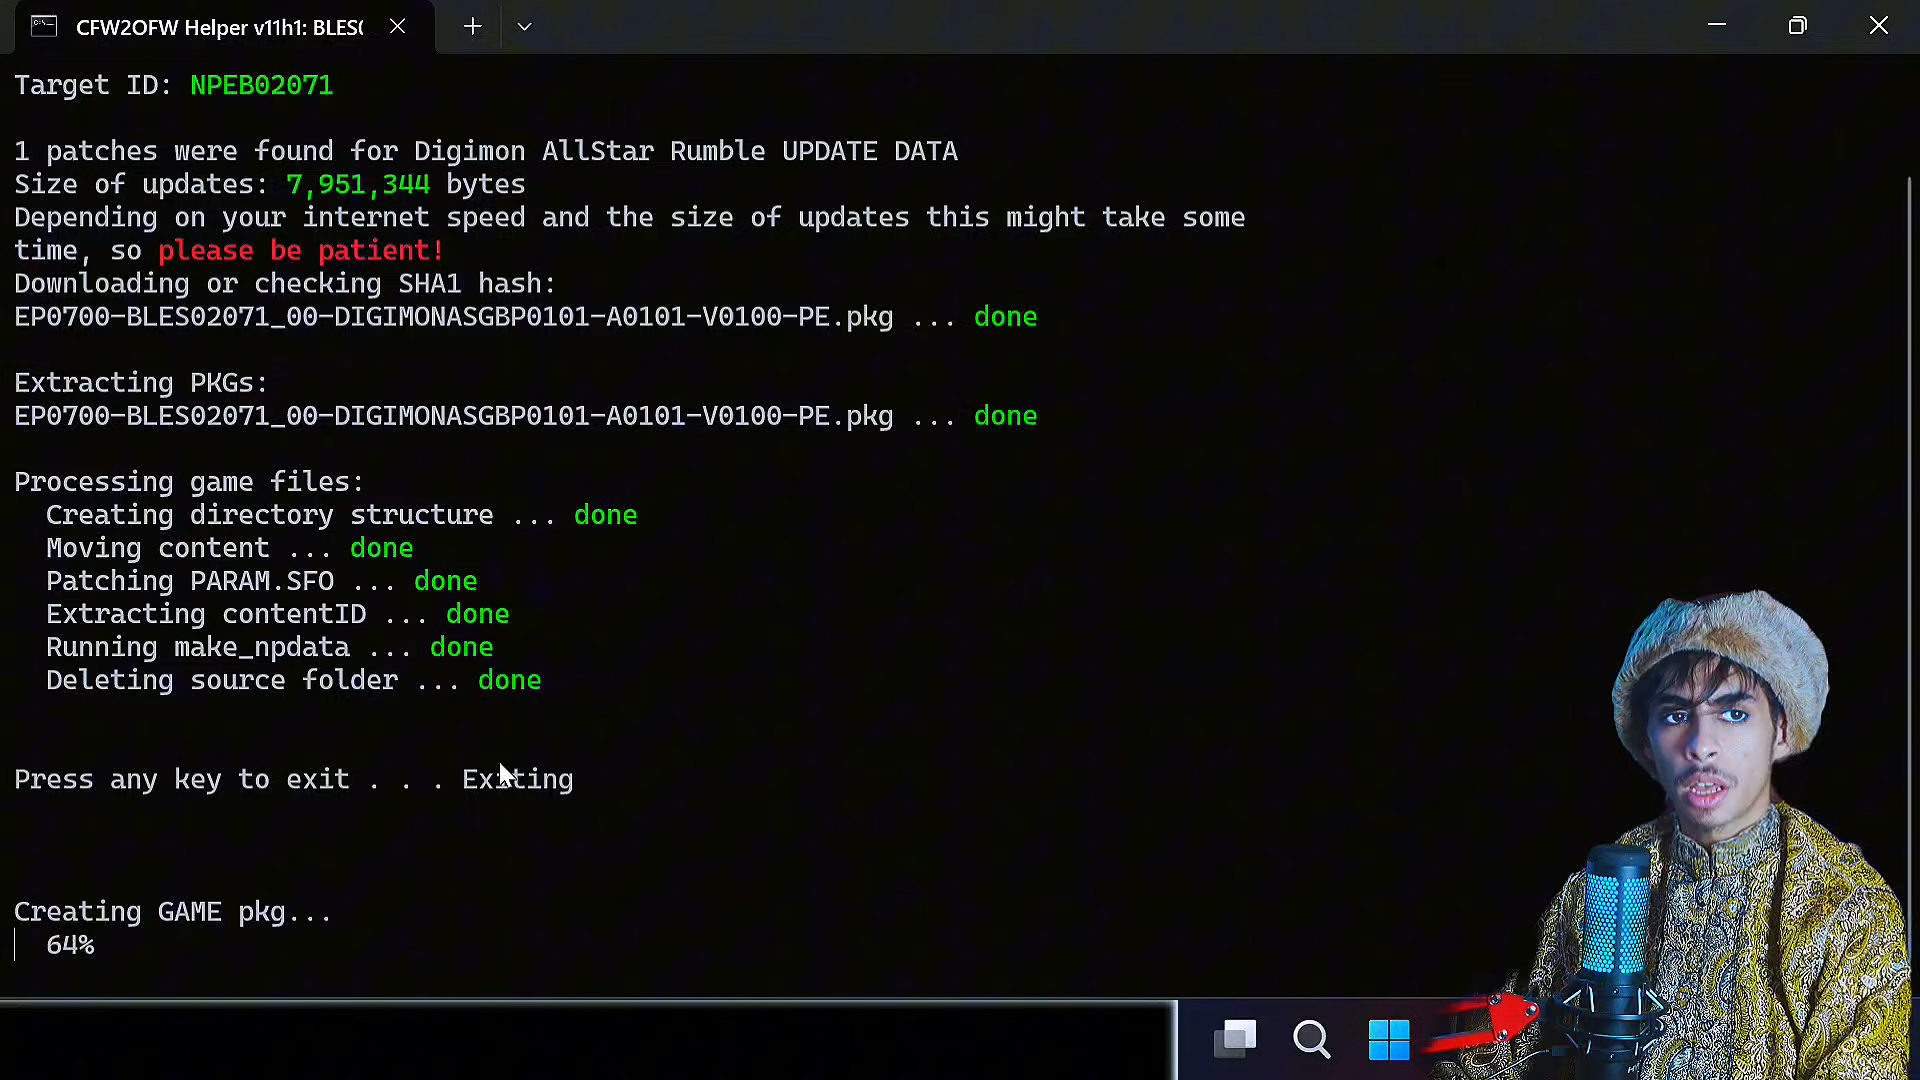 CFW2OFW Helper v11h1: BLES(
Target ID: NPEB02071
1 patches were found for Digimon AllStar Rumble UPDATE DATA
Size of updates: 7,951,344 bytes
Depending on your internet speed and the size of updates this might take some
time, so please be patient!
Downloading or checking SHA1 hash:
EP0700-BLES02071_00-DIGIMONASGBP0101-A0101-V0100-PE.pkg ... done
Extracting PKGs:
EP0700-BLES02071_00-DIGIMONASGBP0101-A0101-V0100-PE.pkg ... done
Processing game files:
Creating directory structure ... done
Moving content ... done
Patching PARAM.SFO ... done
Extracting contentID ... done
Running make_npdata ... done
Deleting source folder ... done
Press any key to exit . . . Exiting
Creating GAME pkg...
64%